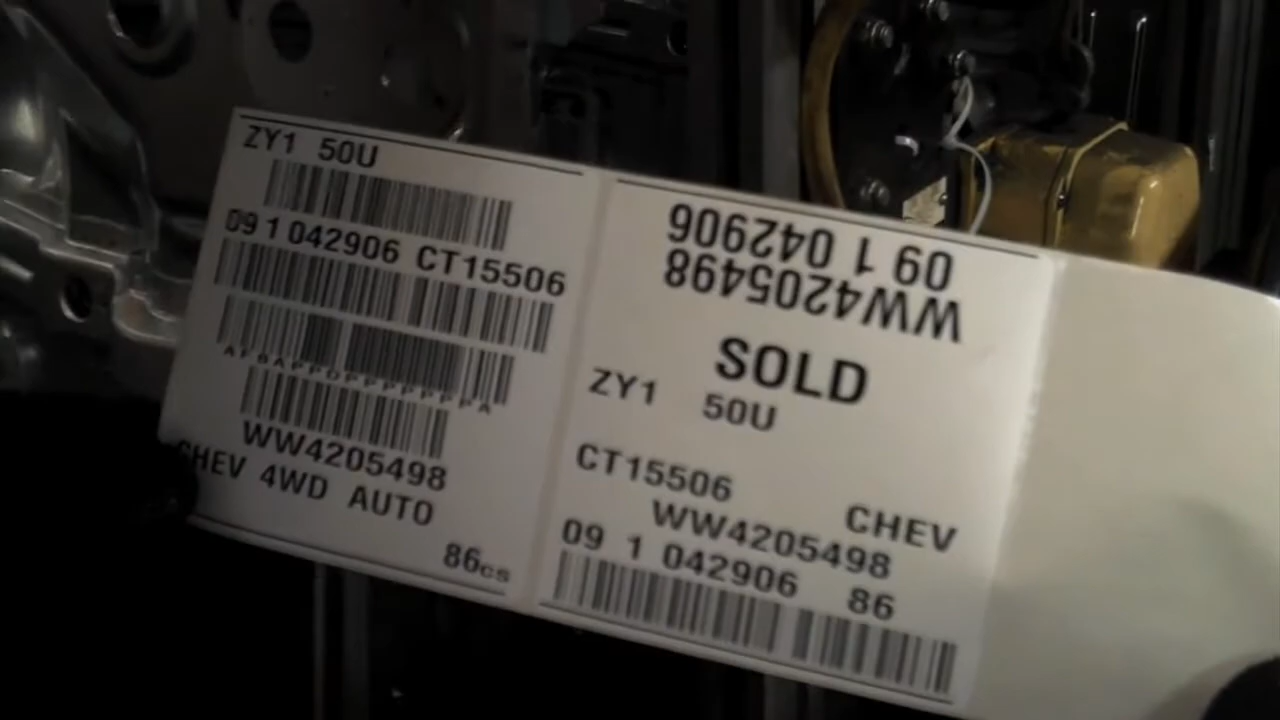 ZY1 50U
09 1 042906 CT15506
WW4205498
CHEV 4WD AUTO
86CS
09 1 042906
WW4205498
SOLD
ZY1 50U
CT15506 CHEV
WW4205498
09 1 042906 86